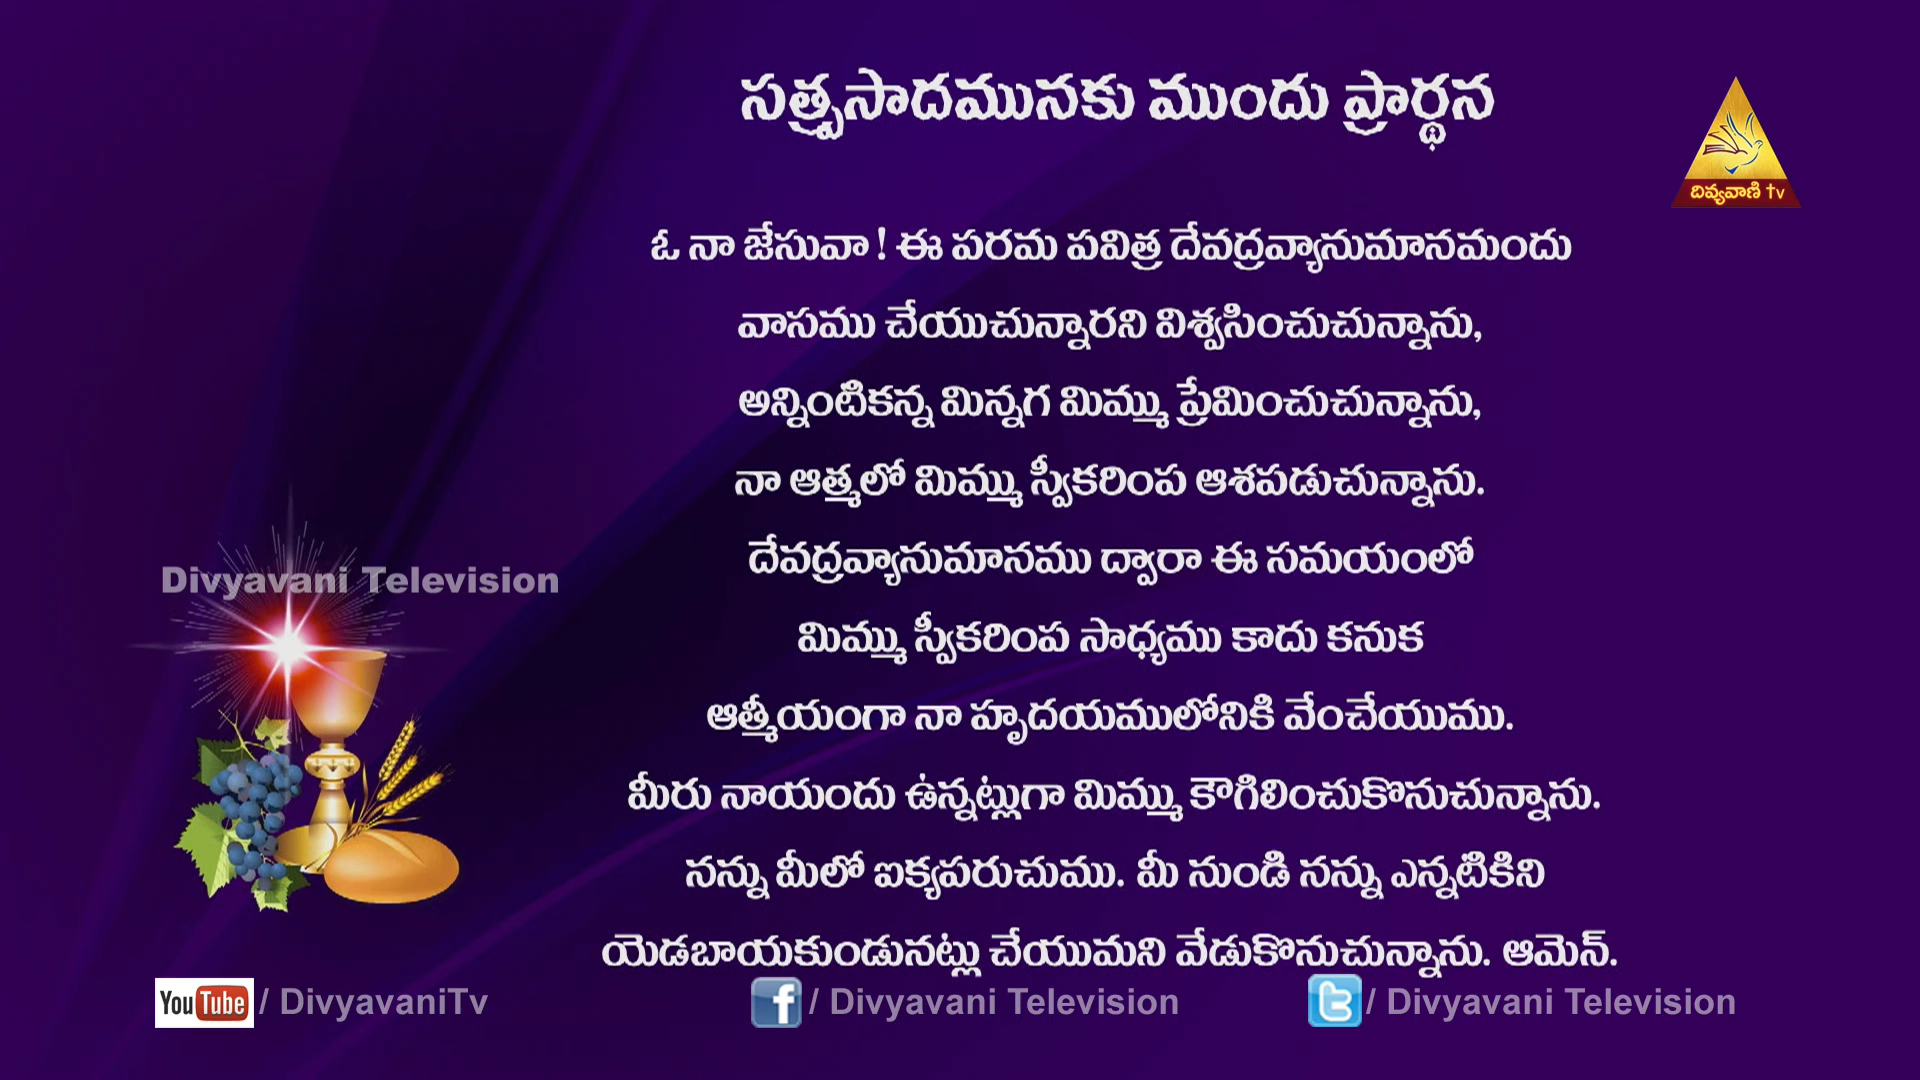 సత్ప్రసాదమునకు ముందు ప్రార్థన
దివ్యవాణి tv
ఓ నా జేసువా! ఈ పరమ పవిత్ర దేవద్రవ్యానుమానమందు
వాసము చేయుచున్నారని విశ్వసించుచున్నాను,
అన్నింటికన్న మిన్నగ మిమ్ము ప్రేమించుచున్నాను,
నా ఆత్మలో మిమ్ము స్వీకరింప ఆశపడుచున్నాను.
దేవద్రవ్యానుమానము ద్వారా ఈ సమయంలో
Divyavani Television
మిమ్ము స్వీకరింప సాధ్యము కాదు కనుక
ఆత్మీయంగా నా హృదయములోనికి వేంచేయుము.
మీరు నాయందు ఉన్నట్లుగా మిమ్ము కౌగిలించుకొనుచున్నాను.
నన్ను మీలో ఐక్యపరుచుము. మీ నుండి నన్ను ఎన్నటికిని
యెడబాయకుండునట్లు చేయుమని వేడుకొనుచున్నాను. ఆమెన్.
YouTube / DivyavaniTv
f / Divyavani Television
t / Divyavani Television